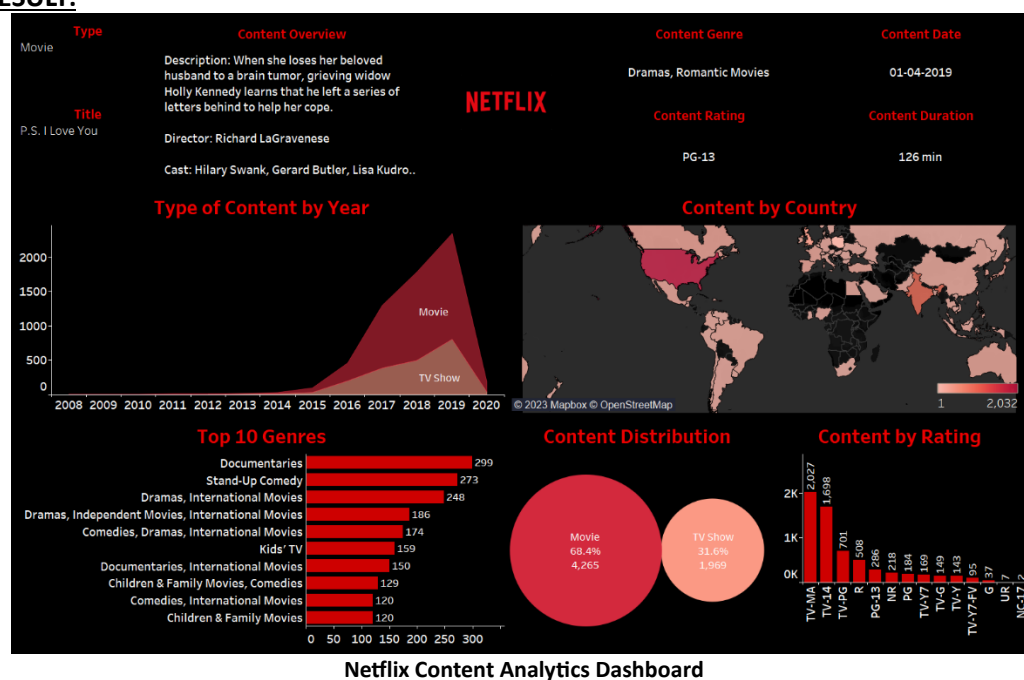 RESULT:
Type
Movie
Title
P.S. I Love You
Content Overview
Description: When she loses her beloved
husband to a brain tumor, grieving widow
Holly Kennedy learns that he left a series of
letters behind to help her cope.
Director: Richard LaGravenese
Cast: Hilary Swank, Gerard Butler, Lisa Kudro..
NETFLIX
Content Genre
Dramas, Romantic Movies
Content Date
01-04-2019
Content Rating
PG-13
Content Duration
126 min
Type of Content by Year
2000
1500
1000
500
0
Movie
TV Show
2008 2009 2010 2011 2012 2013 2014 2015 2016 2017 2018 2019 2020
Content by Country
© 2023 Mapbox © OpenStreetMap
1 2,032
Top 10 Genres
Documentaries 299
Stand-Up Comedy 273
Dramas, International Movies 248
Dramas, Independent Movies, International Movies 186
Comedies, Dramas, International Movies 174
Kids' TV 159
Documentaries, International Movies 150
Children & Family Movies, Comedies 129
Comedies, International Movies 120
Children & Family Movies 120
0 50 100 150 200 250 300
Content Distribution
Movie
68.4%
4,265
TV Show
31.6%
1,969
Content by Rating
2K
1K
0K
2,027 1,698 701 508 286 218 184 169 149 143 95 37 7 2
TV-MA TV-14 TV-PG R PG-13 NR PG TV-Y7 TV-G TV-Y TV-Y7-FV G UR NC-17
Netflix Content Analytics Dashboard